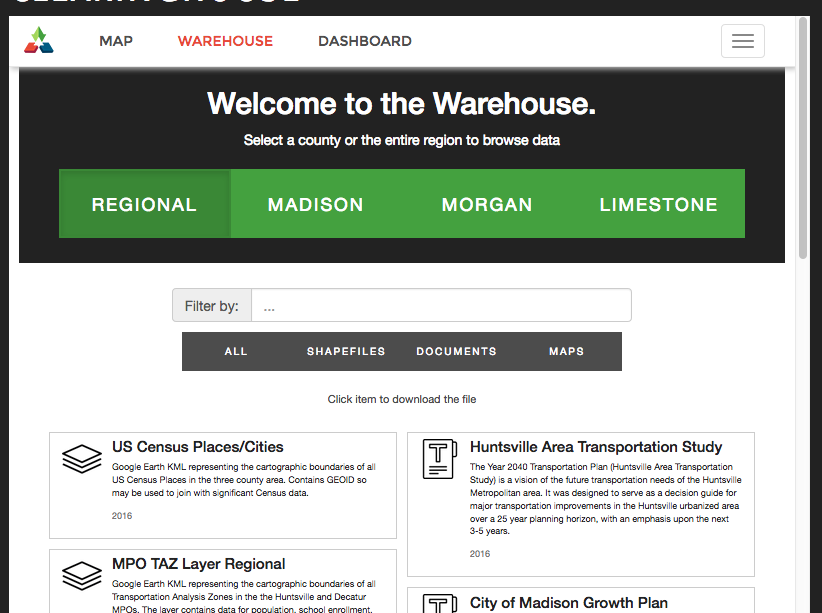 MAP WAREHOUSE DASHBOARD
Welcome to the Warehouse.
Select a county or the entire region to browse data
REGIONAL MADISON MORGAN LIMESTONE
Filter by: ...
ALL SHAPEFILES DOCUMENTS MAPS
Click item to download the file
US Census Places/Cities
Google Earth KML representing the cartographic boundaries of all
US Census Places in the three county area. Contains GEOID so
may be used to join with significant Census data.
2016
MPO TAZ Layer Regional
Google Earth KML representing the cartographic boundaries of all
Transportation Analysis Zones in the the Huntsville and Decatur
MPOs. The layer contains data for population, school enrollment,
Huntsville Area Transportation Study
The Year 2040 Transportation Plan (Huntsville Area Transportation
Study) is a vision of the future transportation needs of the Huntsville
Metropolitan area. It was designed to serve as a decision guide for
major transportation improvements in the Huntsville urbanized area
over a 25 year planning horizon, with an emphasis upon the next
3-5 years.
2016
City of Madison Growth Plan